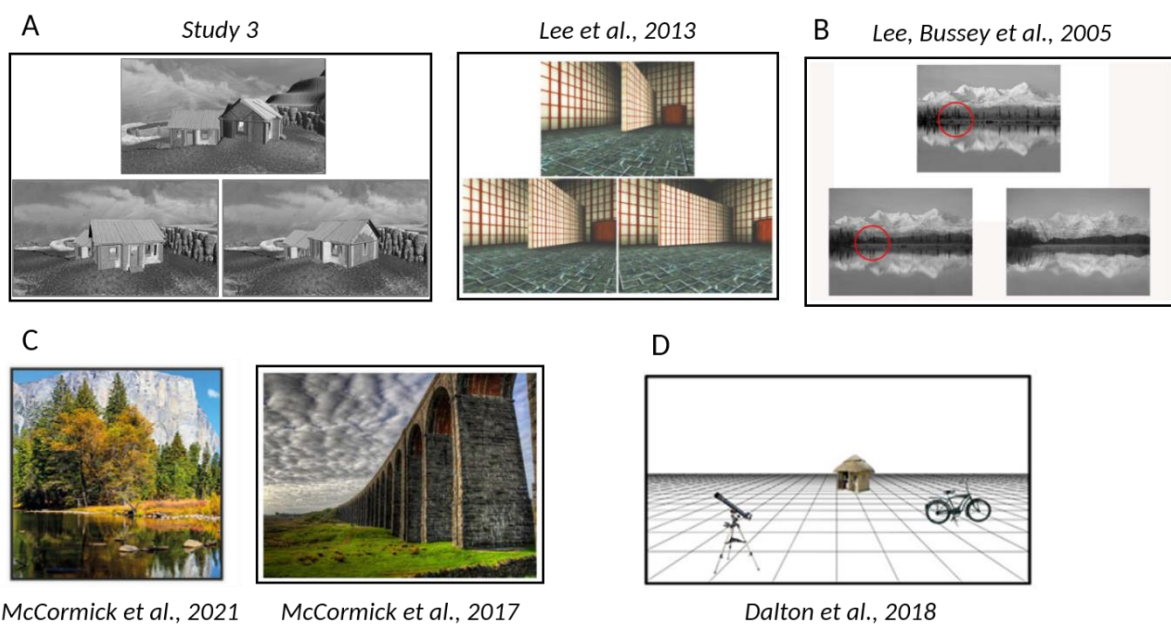 A
Study 3
Lee et al., 2013
B
Lee, Bussey et al., 2005
C
D
McCormick et al., 2021
McCormick et al., 2017
Dalton et al., 2018